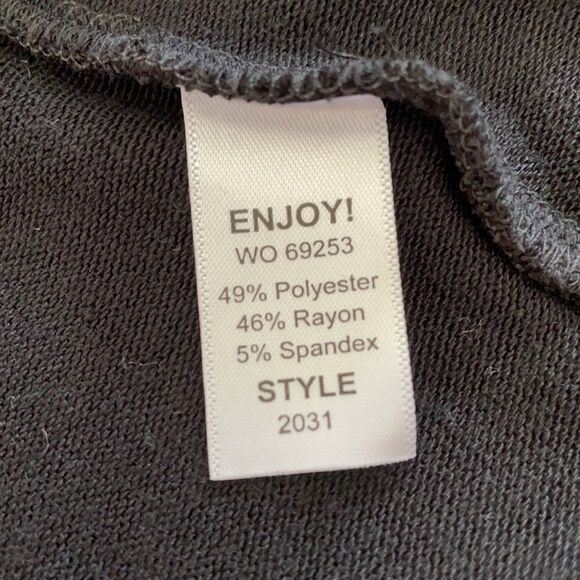 ENJOY!
WO 69253
49% Polyester
46% Rayon
5% Spandex
STYLE
2031